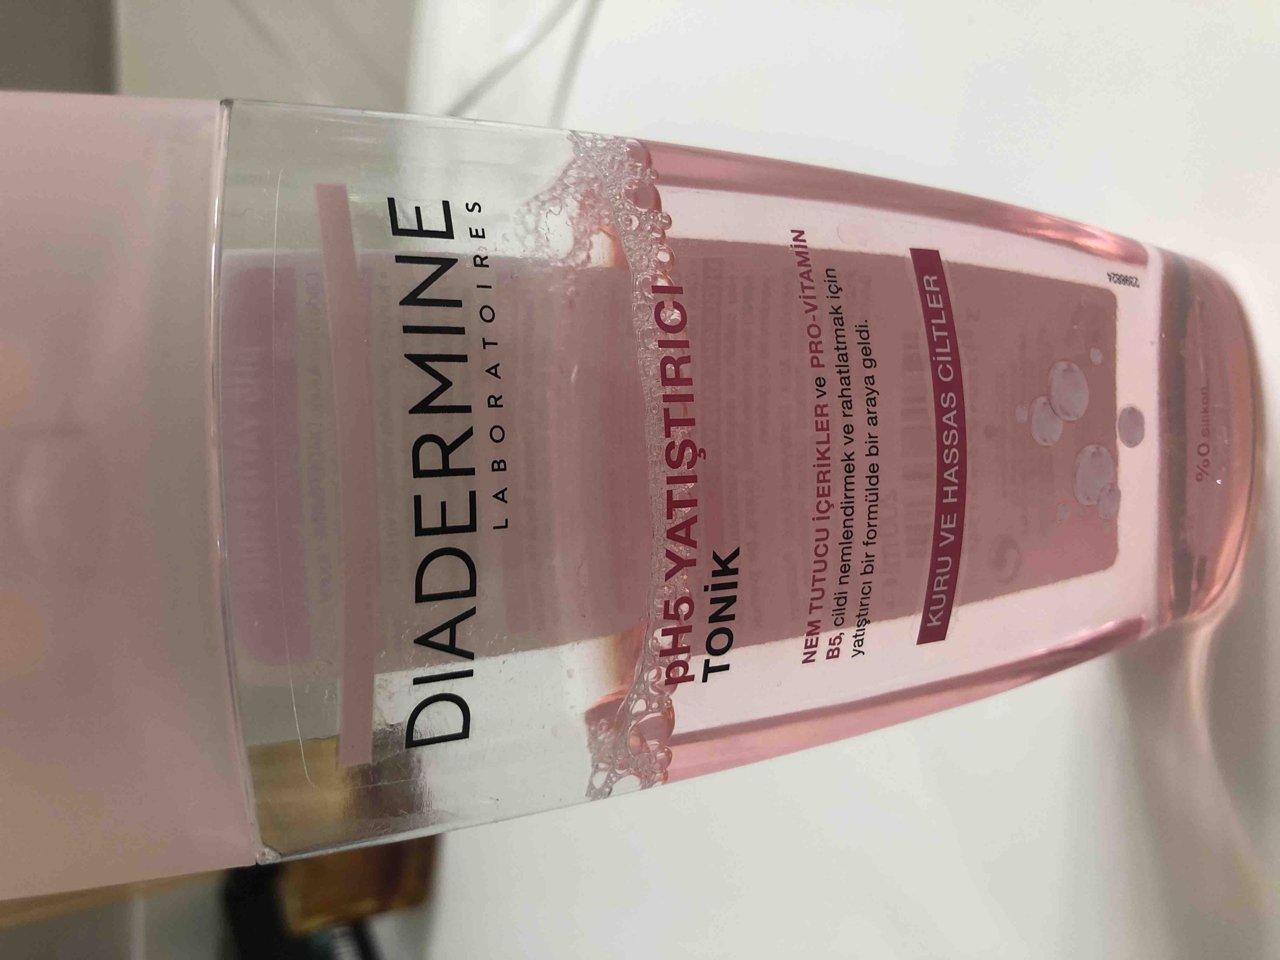 DIADERMINE
LABORATOIRES
pH5 YATIŞTIRICI
TONİK
NEM TUTUCU İÇERİKLER ve PRO-VİTAMİN
B5, cildi nemlendirmek ve rahatlatmak için
yatıştırıcı bir formülde bir araya geldi.
KURU VE HASSAS CİLTLER
2398624
%0 silikon